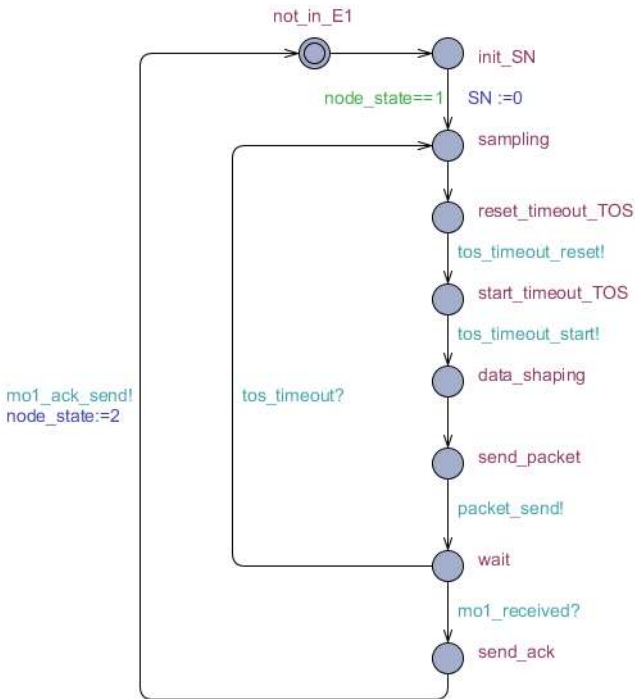 not_in_E1
init_SN
node_state==1 SN :=0
sampling
reset_timeout_TOS
tos_timeout_reset!
start_timeout_TOS
tos_timeout_start!
data_shaping
mo1_ack_send!
node_state:=2
tos_timeout?
send_packet
packet_send!
wait
mo1_received?
send_ack